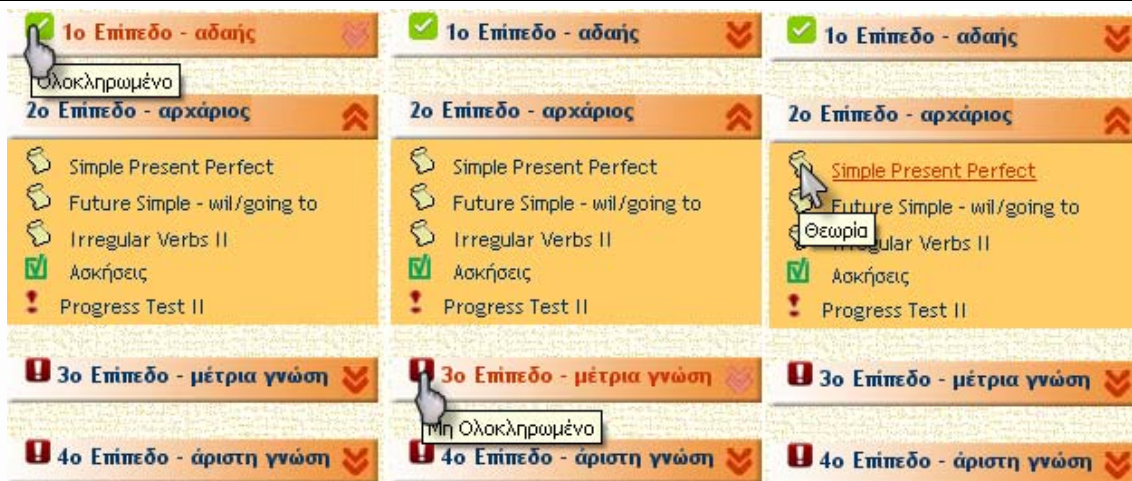 1ο Επίπεδο - αδαής
Ολοκληρωμένο
2ο Επίπεδο - αρχάριος
Simple Present Perfect
Future Simple - wil/going to
Irregular Verbs II
Ασκήσεις
Progress Test II
3ο Επίπεδο - μέτρια γνώση
4ο Επίπεδο - άριστη γνώση
1ο Επίπεδο - αδαής
2ο Επίπεδο - αρχάριος
Simple Present Perfect
Future Simple - wil/going to
Irregular Verbs II
Ασκήσεις
Progress Test II
3ο Επίπεδο - μέτρια γνώση
Μη Ολοκληρωμένο
4ο Επίπεδο - άριστη γνώση
1ο Επίπεδο - αδαής
2ο Επίπεδο - αρχάριος
Simple Present Perfect
Future Simple - wil/going to
Θεωρία
Irregular Verbs II
Ασκήσεις
Progress Test II
3ο Επίπεδο - μέτρια γνώση
4ο Επίπεδο - άριστη γνώση